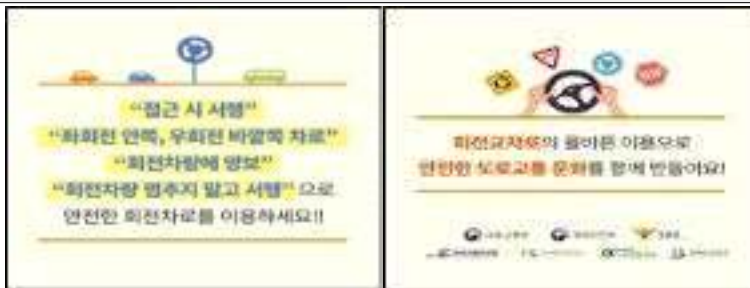 “접근 시 서행”
“좌회전 안쪽, 우회전 바깥쪽 차로”
“회전차량에 양보”
“회전차량 멈추지 말고 서행” 으로
안전한 회전차로를 이용하세요!!
회전교차로의 올바른 이용으로
안전한 도로교통 문화를 함께 만들어요!